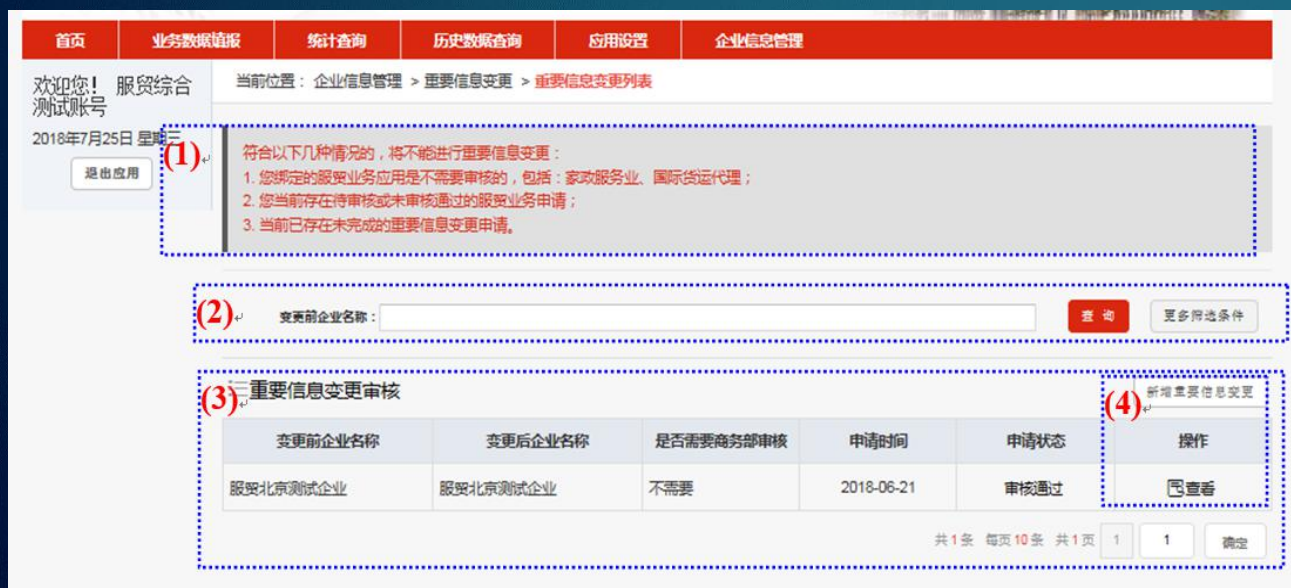 首页 业务数据填报 统计查询 历史数据查询 应用设置 企业信息管理
欢迎您！ 服贸综合
测试账号
2018年7月25日 星期三
退出应用
当前位置： 企业信息管理 > 重要信息变更 > 重要信息变更列表
(1)
符合以下几种情况的，将不能进行重要信息变更：
1. 您绑定的服贸业务应用是不需要审核的，包括：家政服务业、国际货运代理；
2. 您当前存在待审核或未审核通过的服贸业务申请；
3. 当前已存在未完成的重要信息变更申请。
(2) 变更前企业名称： 查 询 更多筛选条件
(3) 重要信息变更审核 (4) 新增重要信息变更
变更前企业名称 变更后企业名称 是否需要商务部审核 申请时间 申请状态 操作
服贸北京测试企业 服贸北京测试企业 不需要 2018-06-21 审核通过 查看
共1条 每页10条 共1页 1 1 确定